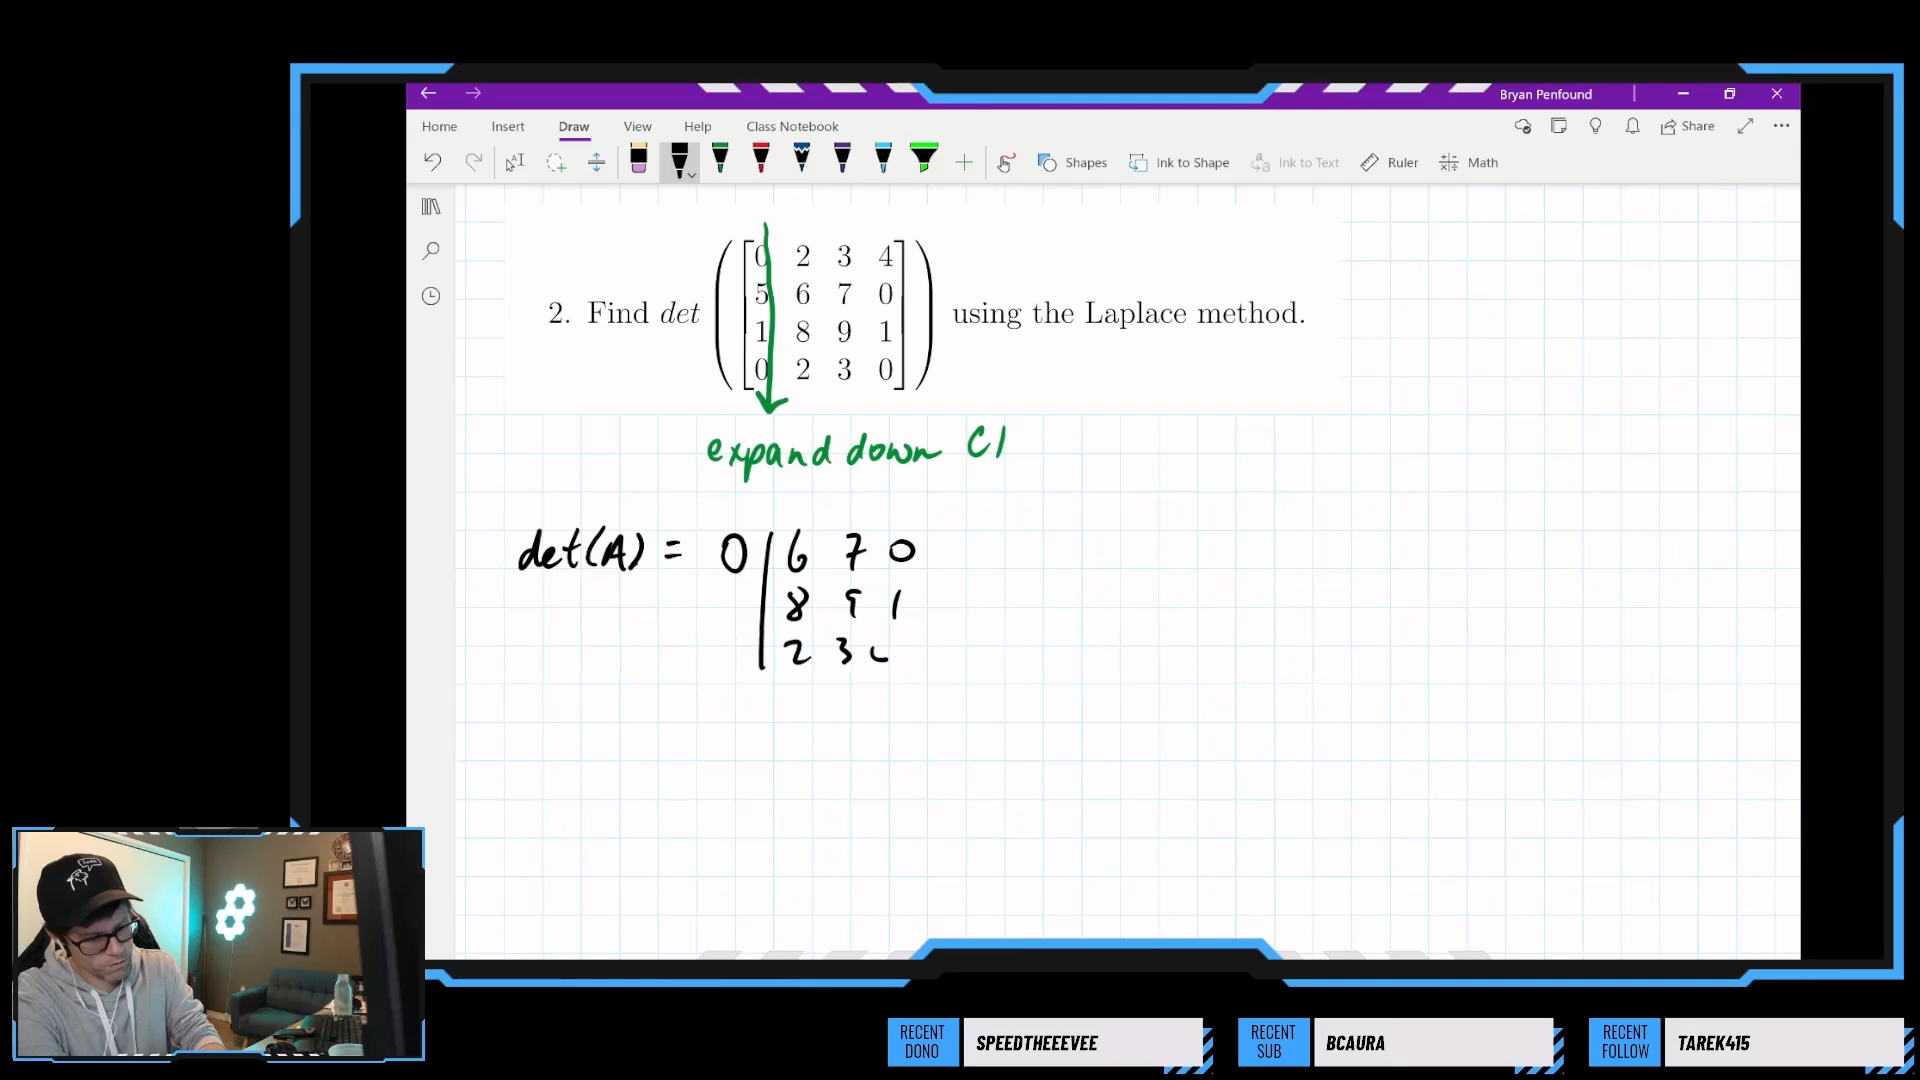 Bryan Penfound
Home Insert Draw View Help Class Notebook Share
Shapes Ink to Shape Ink to Text Ruler Math
0 2 3 4
5 6 7 0
2. Find det using the Laplace method.
1 8 9 1
0 2 3 0
expand down C1
det(A) = 0 | 6 7 0
8 9 1
2 3
RECENT DONO SPEEDTHEEEVEE RECENT SUB BCAURA RECENT FOLLOW TAREK415